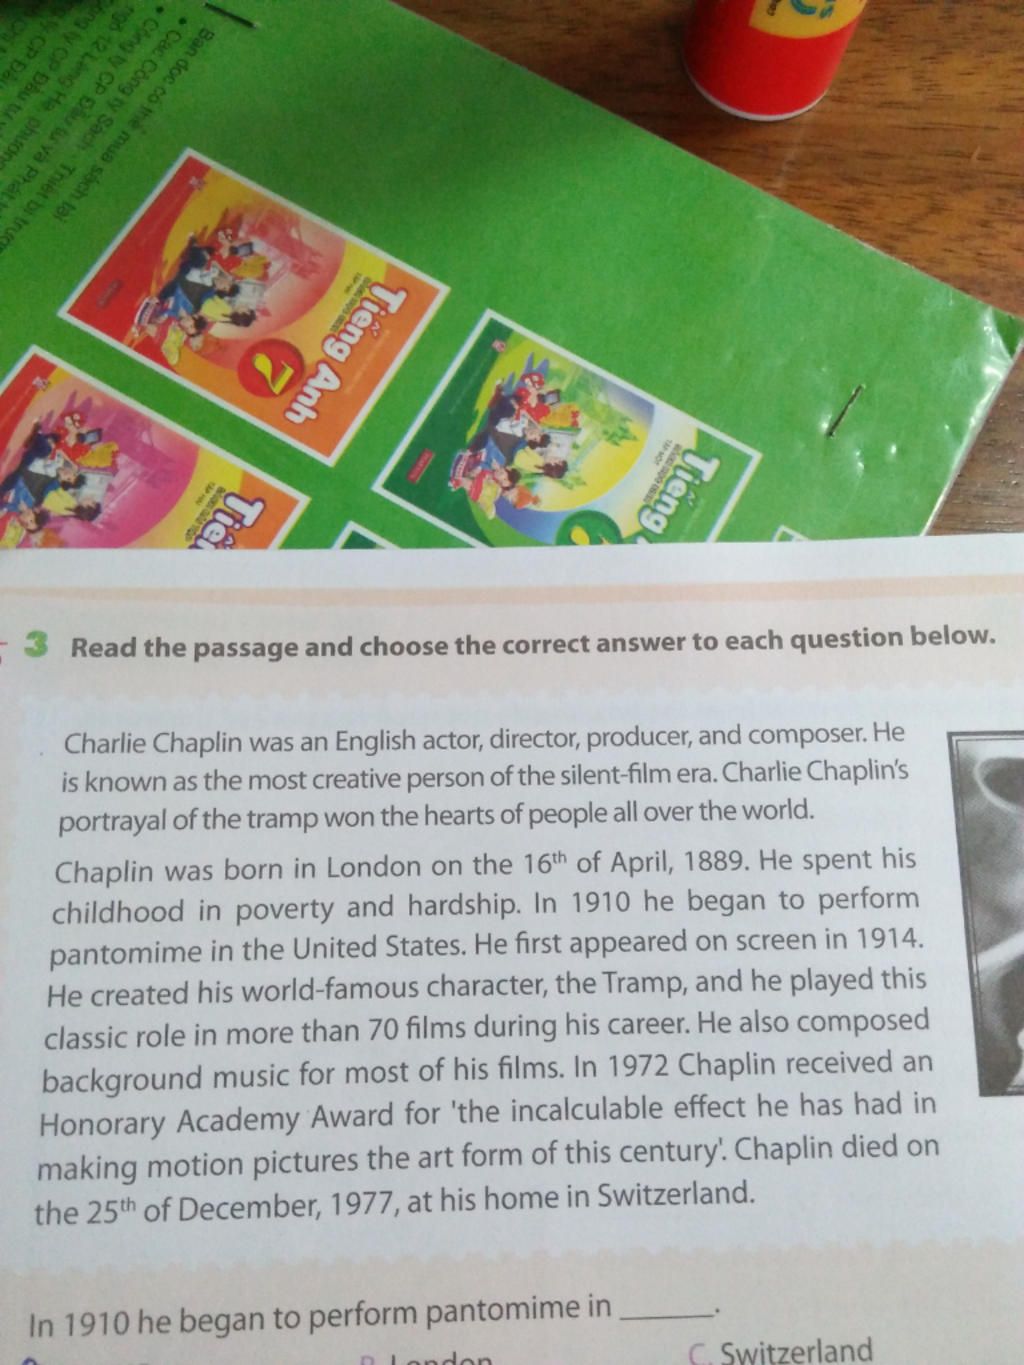 Bạn đọc có thể mua sách tại
Tiếng Anh
7
Tiếng
3 Read the passage and choose the correct answer to each question below.
Charlie Chaplin was an English actor, director, producer, and composer. He
is known as the most creative person of the silent-film era. Charlie Chaplin's
portrayal of the tramp won the hearts of people all over the world.
Chaplin was born in London on the 16th of April, 1889. He spent his
childhood in poverty and hardship. In 1910 he began to perform
pantomime in the United States. He first appeared on screen in 1914.
He created his world-famous character, the Tramp, and he played this
classic role in more than 70 films during his career. He also composed
background music for most of his films. In 1972 Chaplin received an
Honorary Academy Award for 'the incalculable effect he has had in
making motion pictures the art form of this century'. Chaplin died on
the 25th of December, 1977, at his home in Switzerland.
In 1910 he began to perform pantomime in ______.
B. London C. Switzerland